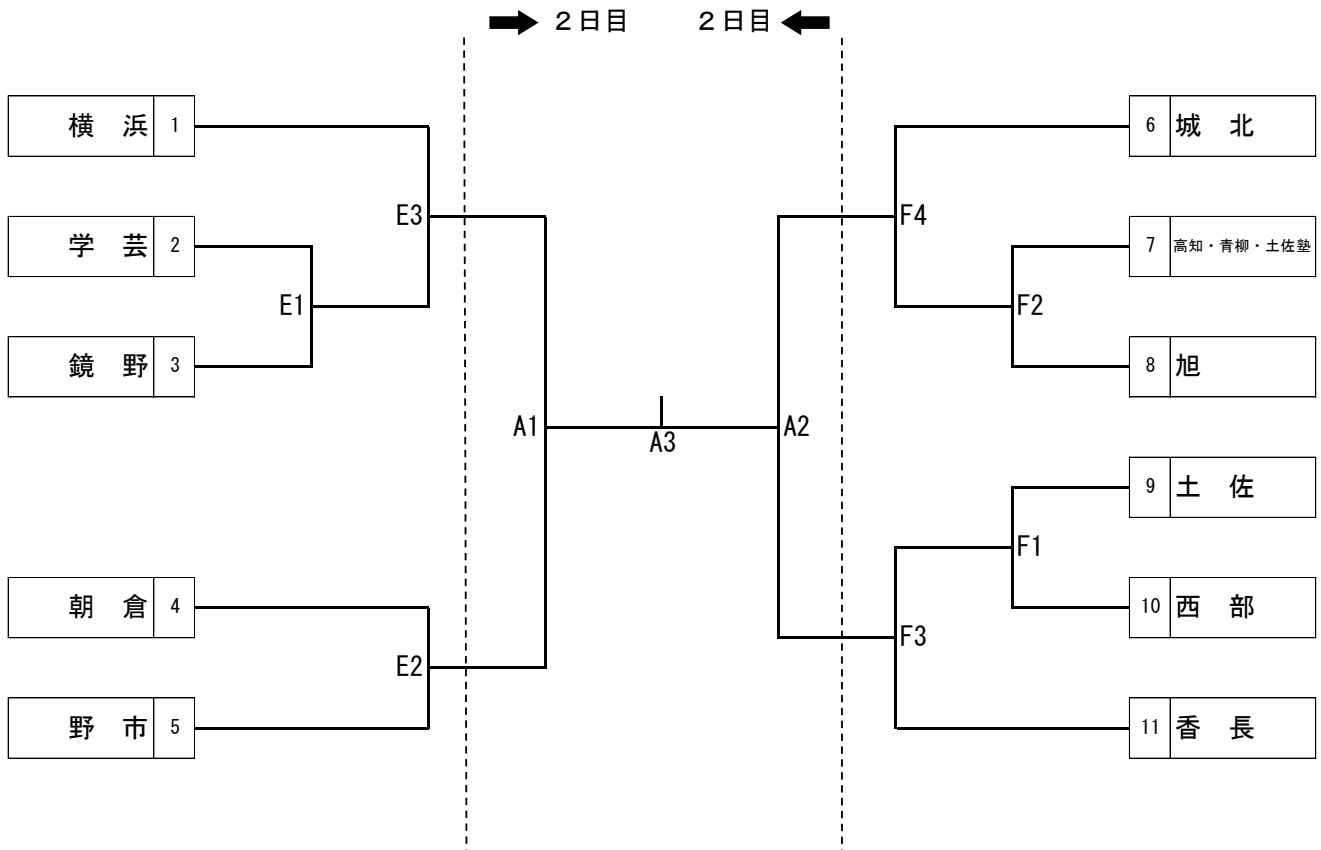 ➡ 2日目 2日目 ⬅
横 浜 1
学 芸 2
鏡 野 3
朝 倉 4
野 市 5
E3
E1
E2
A1
A3
A2
F4
F2
F1
F3
6 城 北
7 高知・青柳・土佐塾
8 旭
9 土 佐
10 西 部
11 香 長